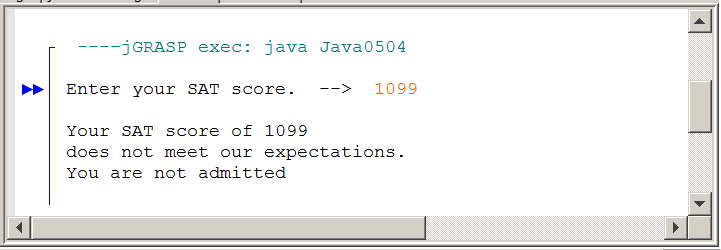 ----jGRASP exec: java Java0504
Enter your SAT score.  -->  1099
Your SAT score of 1099
does not meet our expectations.
You are not admitted